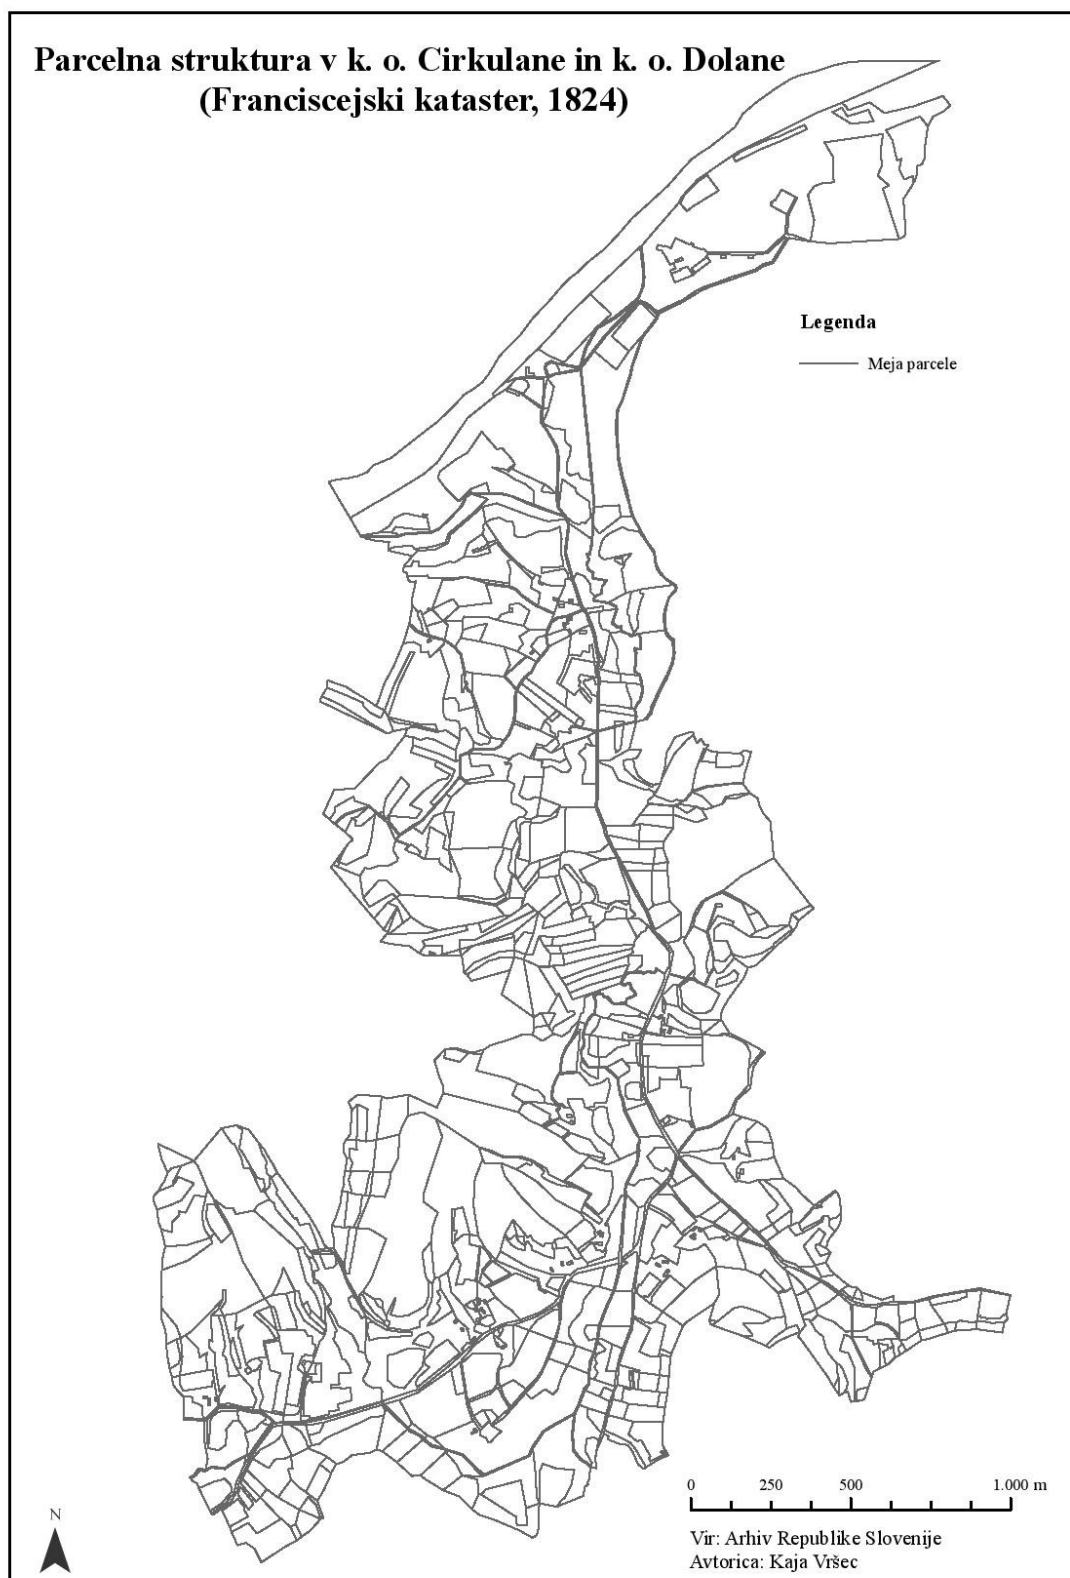 Parcelna struktura v k. o. Cirkulane in k. o. Dolane
(Franciscejski kataster, 1824)
Legenda
Meja parcele
0 250 500 1.000 m
N
Vir: Arhiv Republike Slovenije
Avtorica: Kaja Vršec